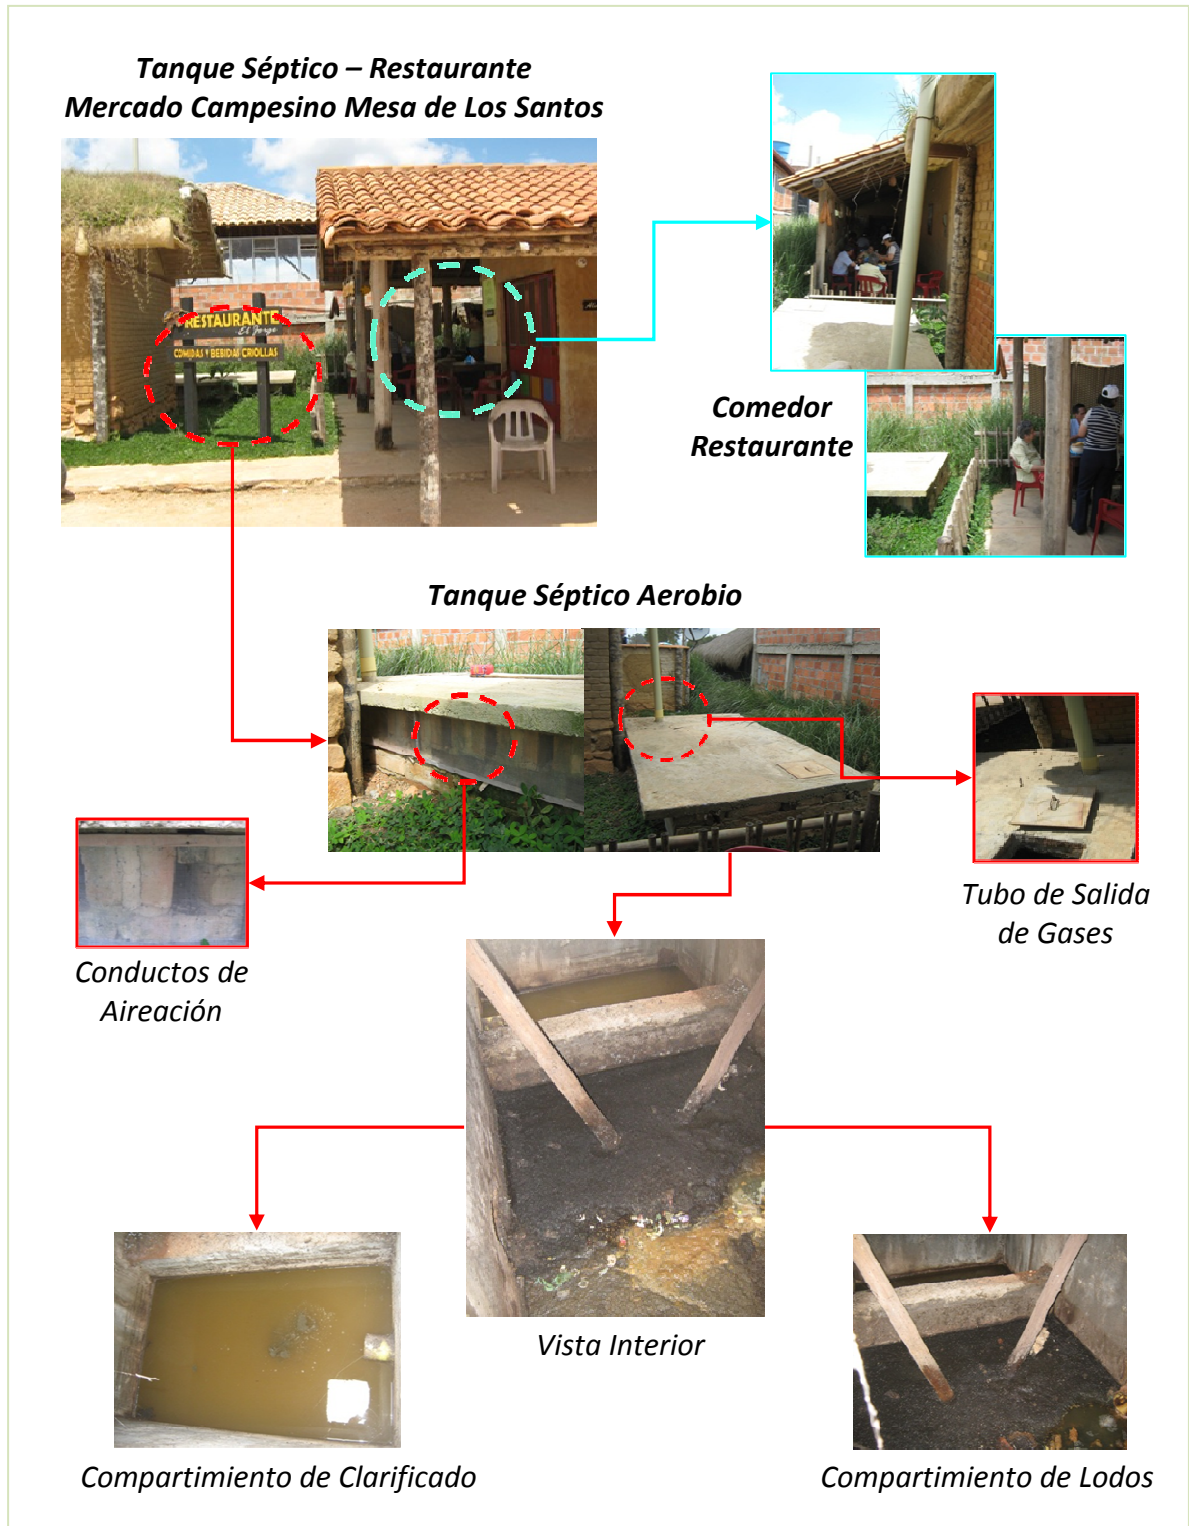 Tanque Séptico – Restaurante
Mercado Campesino Mesa de Los Santos
RESTAURANTE
El Jorge
COMIDAS Y BEBIDAS CRIOLLAS
Comedor
Restaurante
Tanque Séptico Aerobio
Tubo de Salida
de Gases
Conductos de
Aireación
Vista Interior
Compartimiento de Clarificado
Compartimiento de Lodos